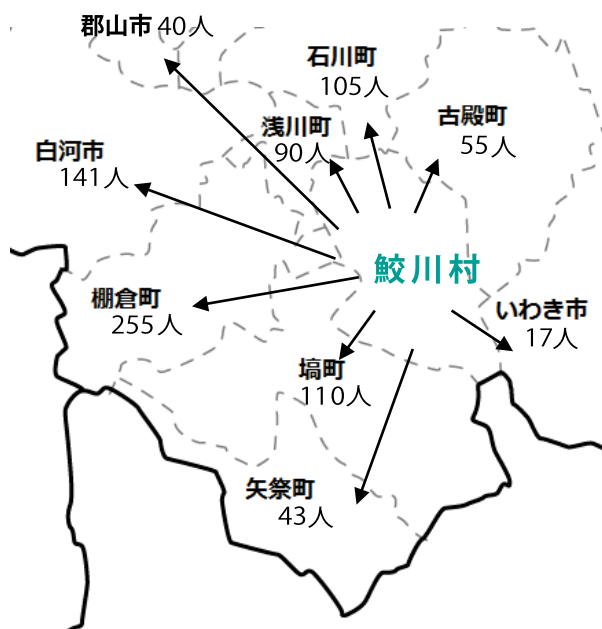 郡山市 40人
石川町
105人
浅川町
90人
古殿町
55人
白河市
141人
鮫川村
棚倉町
255人
いわき市
17人
塙町
110人
矢祭町
43人